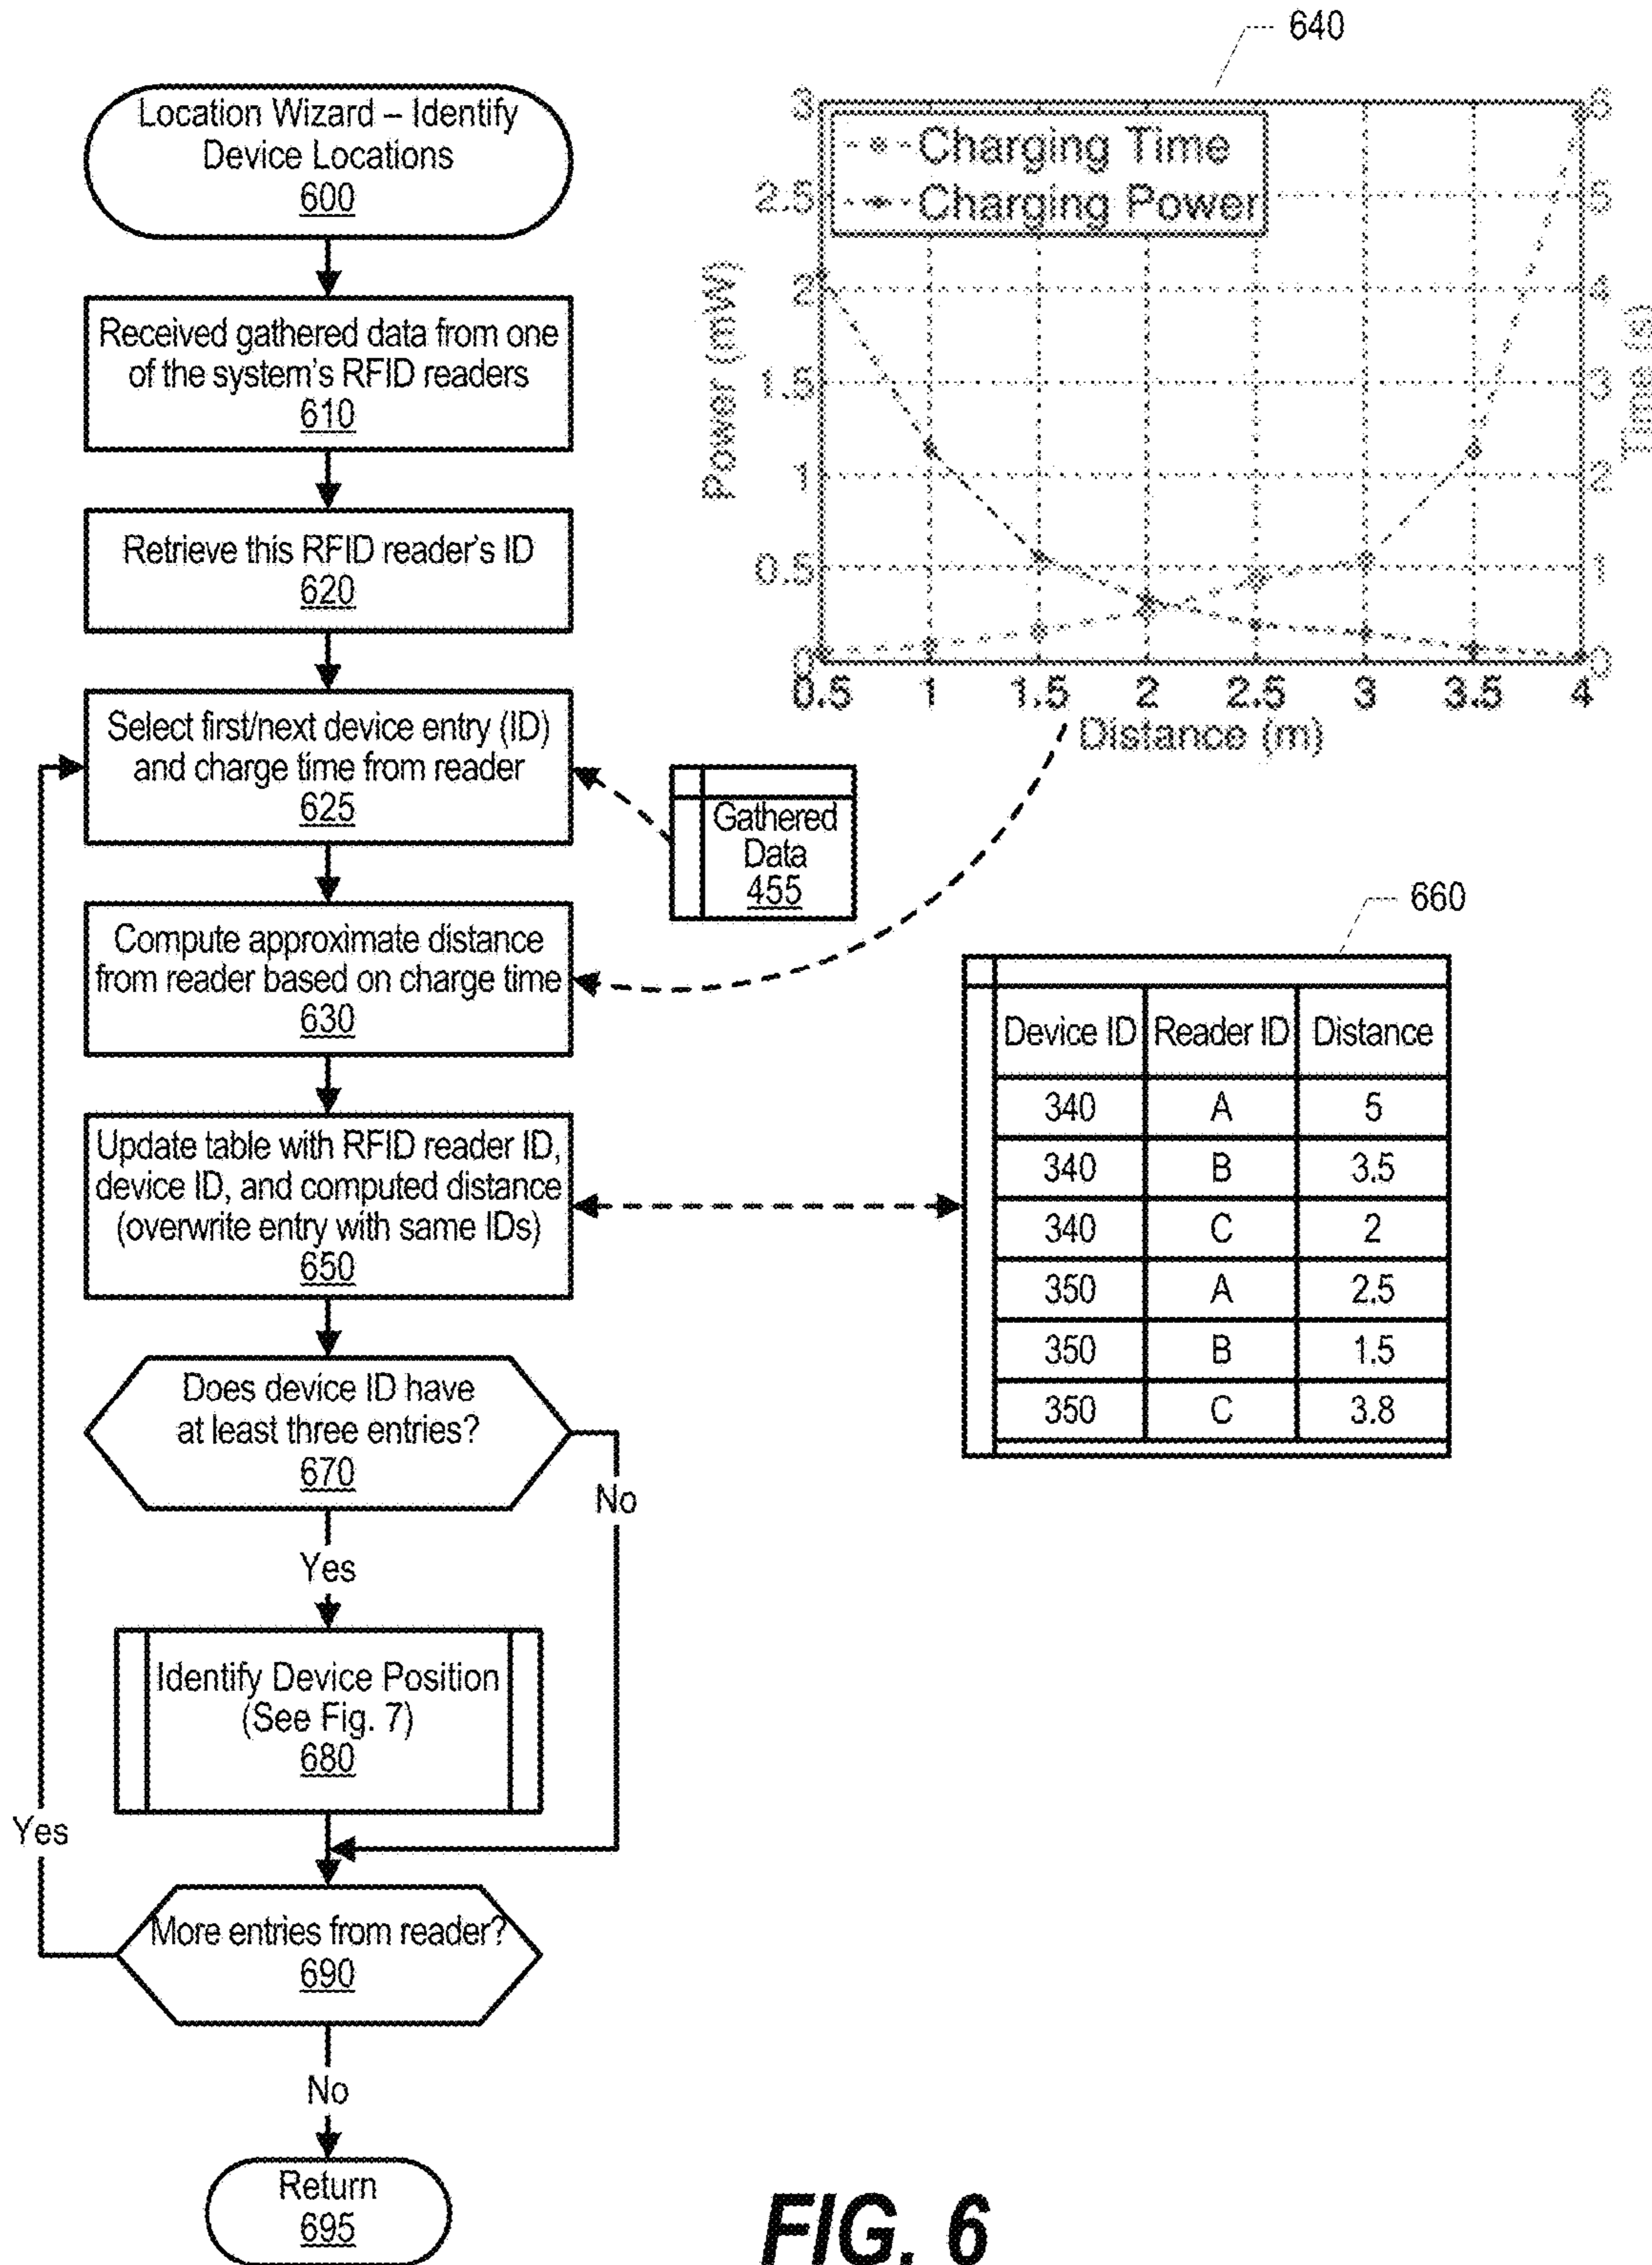 Location Wizard – Identify
Device Locations
600
Received gathered data from one
of the system's RFID readers
610
Retrieve this RFID reader's ID
620
Select first/next device entry (ID)
and charge time from reader
625
Gathered
Data
455
Compute approximate distance
from reader based on charge time
630
Update table with RFID reader ID,
device ID, and computed distance
(overwrite entry with same IDs)
650
Does device ID have
at least three entries?
670
No
Yes
Identify Device Position
(See Fig. 7)
680
Yes
More entries from reader?
690
No
Return
695
640
Charging Time
Charging Power
Power (mW)
3
2.5
2
1.5
1
0.5
0
6
5
4
3
2
1
0
Time (s)
0.5 1 1.5 2 2.5 3 3.5 4
Distance (m)
660
Device ID Reader ID Distance
340 A 5
340 B 3.5
340 C 2
350 A 2.5
350 B 1.5
350 C 3.8
FIG. 6